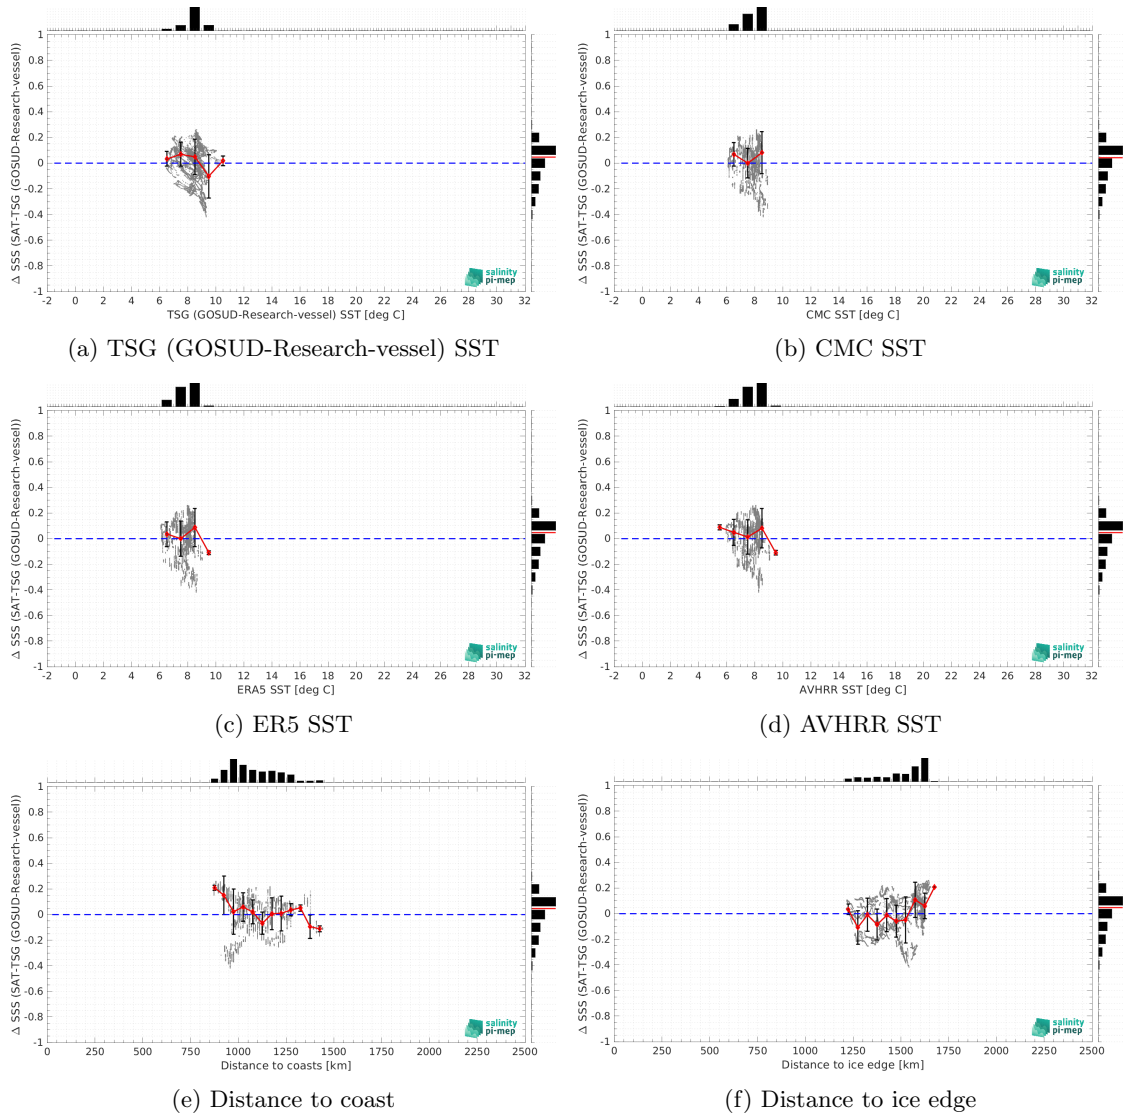 1
0.8
0.6
0.4
0.2
0
-0.2
-0.4
-0.6
-0.8
-1
Δ SSS (SAT-TSG (GOSUD-Research-vessel))
salinity
pi-mep
-2 0 2 4 6 8 10 12 14 16 18 20 22 24 26 28 30 32
TSG (GOSUD-Research-vessel) SST [deg C]
(a) TSG (GOSUD-Research-vessel) SST
1
0.8
0.6
0.4
0.2
0
-0.2
-0.4
-0.6
-0.8
-1
Δ SSS (SAT-TSG (GOSUD-Research-vessel))
salinity
pi-mep
-2 0 2 4 6 8 10 12 14 16 18 20 22 24 26 28 30 32
CMC SST [deg C]
(b) CMC SST
1
0.8
0.6
0.4
0.2
0
-0.2
-0.4
-0.6
-0.8
-1
Δ SSS (SAT-TSG (GOSUD-Research-vessel))
salinity
pi-mep
-2 0 2 4 6 8 10 12 14 16 18 20 22 24 26 28 30 32
ERA5 SST [deg C]
(c) ER5 SST
1
0.8
0.6
0.4
0.2
0
-0.2
-0.4
-0.6
-0.8
-1
Δ SSS (SAT-TSG (GOSUD-Research-vessel))
salinity
pi-mep
-2 0 2 4 6 8 10 12 14 16 18 20 22 24 26 28 30 32
AVHRR SST [deg C]
(d) AVHRR SST
1
0.8
0.6
0.4
0.2
0
-0.2
-0.4
-0.6
-0.8
-1
Δ SSS (SAT-TSG (GOSUD-Research-vessel))
salinity
pi-mep
0 250 500 750 1000 1250 1500 1750 2000 2250 2500
Distance to coasts [km]
(e) Distance to coast
1
0.8
0.6
0.4
0.2
0
-0.2
-0.4
-0.6
-0.8
-1
Δ SSS (SAT-TSG (GOSUD-Research-vessel))
salinity
pi-mep
0 250 500 750 1000 1250 1500 1750 2000 2250 2500
Distance to ice edge [km]
(f) Distance to ice edge